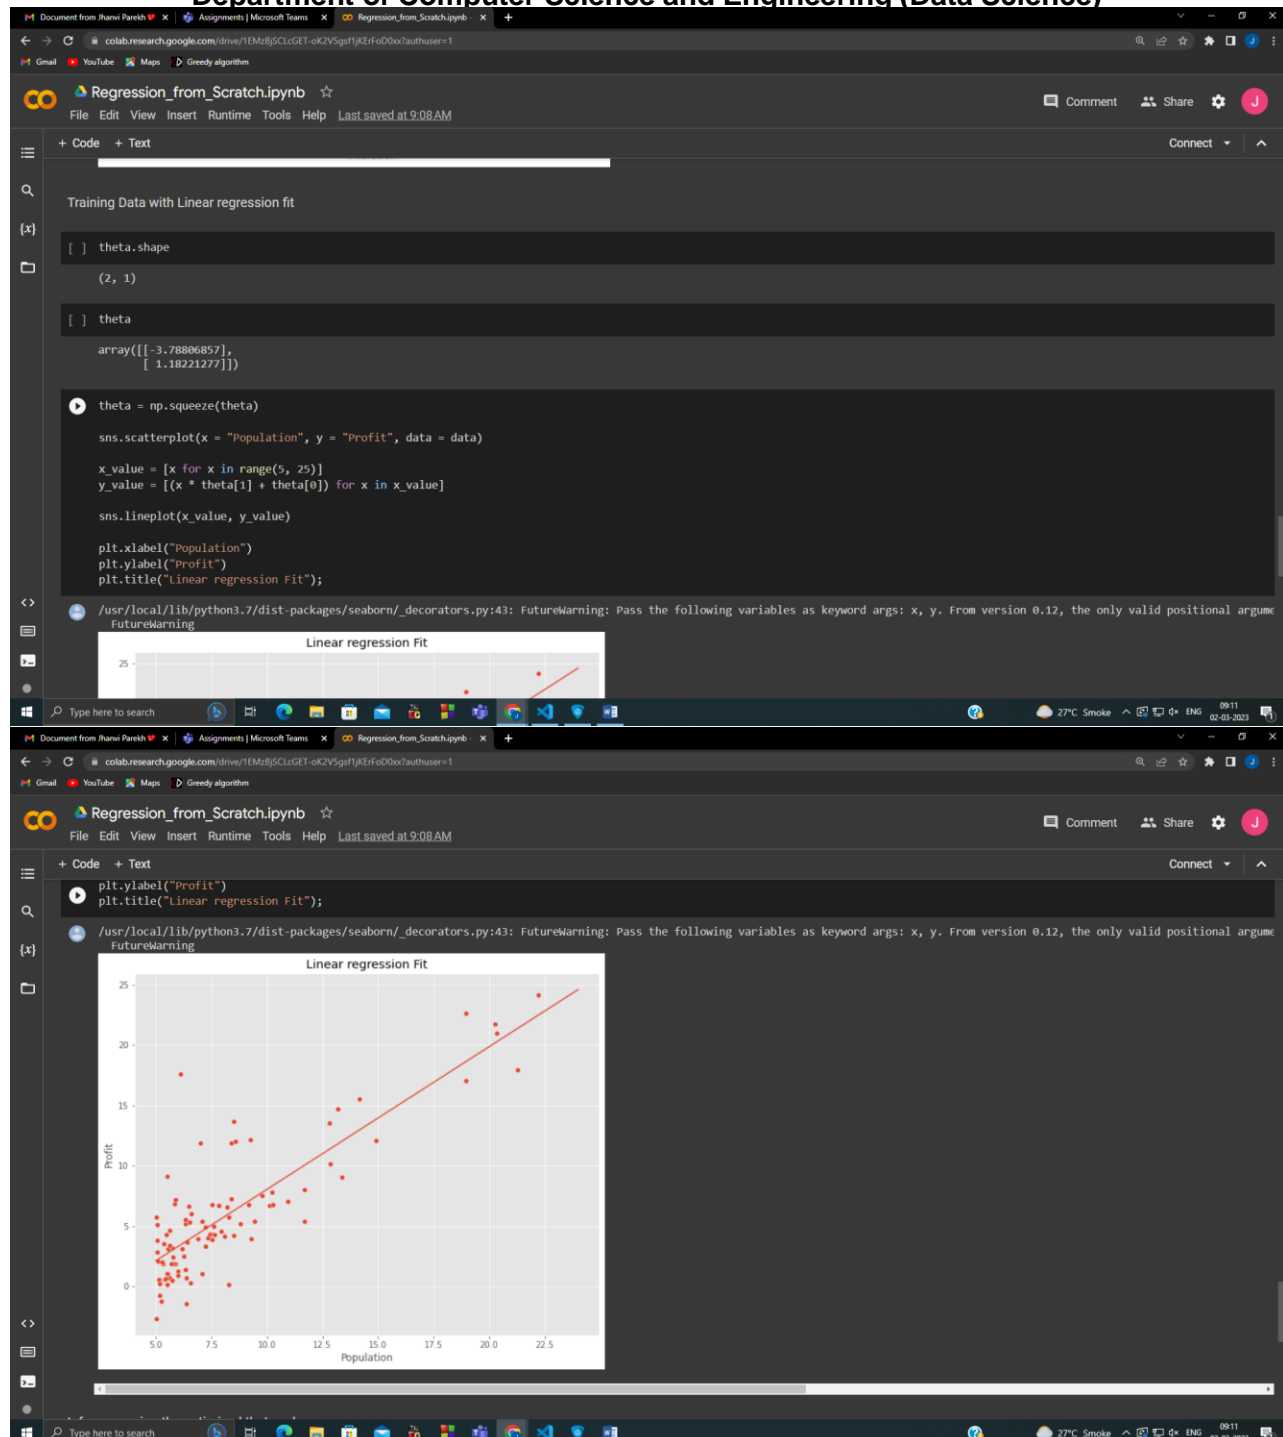 Department of Computer Science and Engineering (Data Science)
Document from Jhanvi Parekh
Assignments | Microsoft Teams
Regression_from_Scratch.ipynb
colab.research.google.com/drive/1EMzBjSCLcGET-oK2V5gsf1jKErFoD0xx?authuser=1
Gmail YouTube Maps Greedy algorithm
Regression_from_Scratch.ipynb
Comment Share J
File Edit View Insert Runtime Tools Help Last saved at 9:08 AM
+ Code + Text Connect
Training Data with Linear regression fit
[ ] theta.shape
(2, 1)
[ ] theta
array([[-3.78806857],
[ 1.18221277]])
theta = np.squeeze(theta)
sns.scatterplot(x = "Population", y = "Profit", data = data)
x_value = [x for x in range(5, 25)]
y_value = [(x * theta[1] + theta[0]) for x in x_value]
sns.lineplot(x_value, y_value)
plt.xlabel("Population")
plt.ylabel("Profit")
plt.title("Linear regression Fit");
/usr/local/lib/python3.7/dist-packages/seaborn/_decorators.py:43: FutureWarning: Pass the following variables as keyword args: x, y. From version 0.12, the only valid positional argume
FutureWarning
Linear regression Fit
25
Type here to search
27°C Smoke ENG 09:11
02-03-2023
Document from Jhanvi Parekh
Assignments | Microsoft Teams
Regression_from_Scratch.ipynb
colab.research.google.com/drive/1EMzBjSCLcGET-oK2V5gsf1jKErFoD0xx?authuser=1
Gmail YouTube Maps Greedy algorithm
Regression_from_Scratch.ipynb
Comment Share J
File Edit View Insert Runtime Tools Help Last saved at 9:08 AM
+ Code + Text Connect
plt.ylabel("Profit")
plt.title("Linear regression Fit");
/usr/local/lib/python3.7/dist-packages/seaborn/_decorators.py:43: FutureWarning: Pass the following variables as keyword args: x, y. From version 0.12, the only valid positional argume
FutureWarning
Linear regression Fit
25
20
15
10
5
0
Profit
5.0 7.5 10.0 12.5 15.0 17.5 20.0 22.5
Population
Type here to search
27°C Smoke ENG 09:11